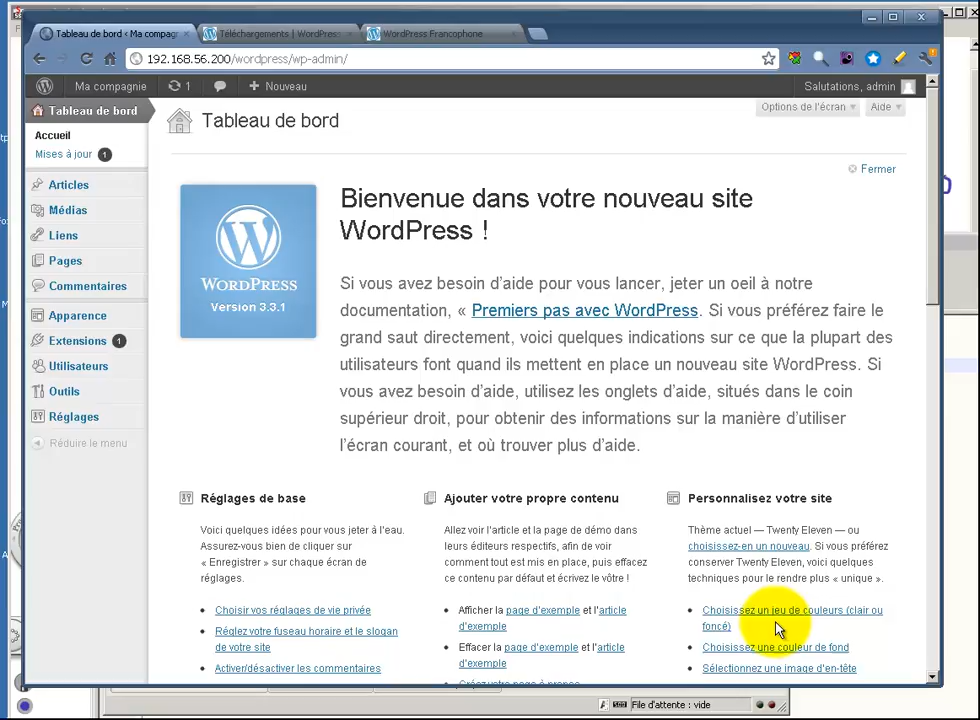 Tableau de bord ‹ Ma compag
Téléchargements | WordPress
WordPress Francophone
192.168.56.200/wordpress/wp-admin/
Ma compagnie
1
Nouveau
Salutations, admin
Tableau de bord
Accueil
Mises à jour 1
Articles
Médias
Liens
Pages
Commentaires
Apparence
Extensions 1
Utilisateurs
Outils
Réglages
Réduire le menu
Tableau de bord
Options de l'écran
Aide
Fermer
WORDPRESS
Version 3.3.1
Bienvenue dans votre nouveau site
WordPress !
Si vous avez besoin d'aide pour vous lancer, jeter un oeil à notre
documentation, « Premiers pas avec WordPress. Si vous préférez faire le
grand saut directement, voici quelques indications sur ce que la plupart des
utilisateurs font quand ils mettent en place un nouveau site WordPress. Si
vous avez besoin d'aide, utilisez les onglets d'aide, situés dans le coin
supérieur droit, pour obtenir des informations sur la manière d'utiliser
l'écran courant, et où trouver plus d'aide.
Réglages de base
Voici quelques idées pour vous jeter à l'eau.
Assurez-vous bien de cliquer sur
« Enregistrer » sur chaque écran de
réglages.
• Choisir vos réglages de vie privée
• Réglez votre fuseau horaire et le slogan
de votre site
• Activer/désactiver les commentaires
Ajouter votre propre contenu
Allez voir l'article et la page de démo dans
leurs éditeurs respectifs, afin de voir
comment tout est mis en place, puis effacez
ce contenu par défaut et écrivez le vôtre !
• Afficher la page d'exemple et l'article
d'exemple
• Effacer la page d'exemple et l'article
d'exemple
Personnalisez votre site
Thème actuel — Twenty Eleven — ou
choisissez-en un nouveau. Si vous préférez
conserver Twenty Eleven, voici quelques
techniques pour le rendre plus « unique ».
• Choisissez un jeu de couleurs (clair ou
foncé)
• Choisissez une couleur de fond
• Sélectionnez une image d'en-tête
File d'attente : vide